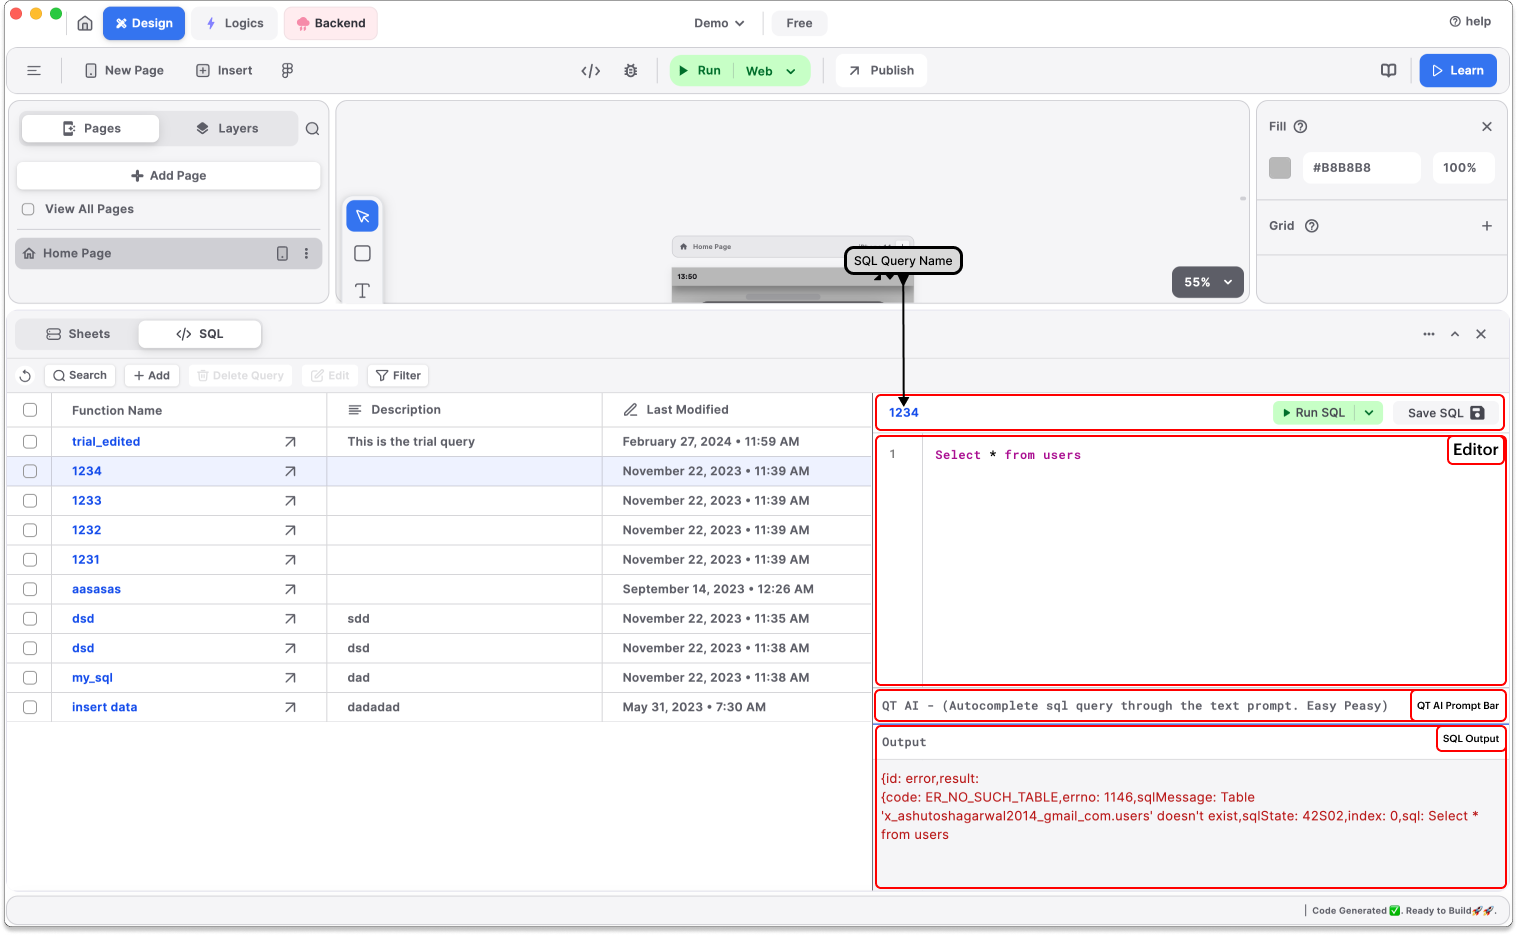 Design
Logics
Backend
Demo
Free
help
New Page
Insert
Run
Web
Publish
Learn
Pages
Layers
Add Page
View All Pages
Home Page
Home Page
13:50
SQL Query Name
55%
Fill
#B8B8B8
100%
Grid
Sheets
SQL
Search
Add
Delete Query
Edit
Filter
Function Name
Description
Last Modified
trial_edited
This is the trial query
February 27, 2024 • 11:59 AM
1234
November 22, 2023 • 11:39 AM
1233
November 22, 2023 • 11:39 AM
1232
November 22, 2023 • 11:39 AM
1231
November 22, 2023 • 11:39 AM
aasasas
September 14, 2023 • 12:26 AM
dsd
sdd
November 22, 2023 • 11:35 AM
dsd
dsd
November 22, 2023 • 11:38 AM
my_sql
dad
November 22, 2023 • 11:38 AM
insert data
dadadad
May 31, 2023 • 7:30 AM
1234
Run SQL
Save SQL
1
Select * from users
Editor
QT AI - (Autocomplete sql query through the text prompt. Easy Peasy)
QT AI Prompt Bar
Output
SQL Output
{id: error,result:
{code: ER_NO_SUCH_TABLE,errno: 1146,sqlMessage: Table
'x_ashutoshagarwal2014_gmail_com.users' doesn't exist,sqlState: 42S02,index: 0,sql: Select *
from users
Code Generated ✅. Ready to Build🚀🚀.